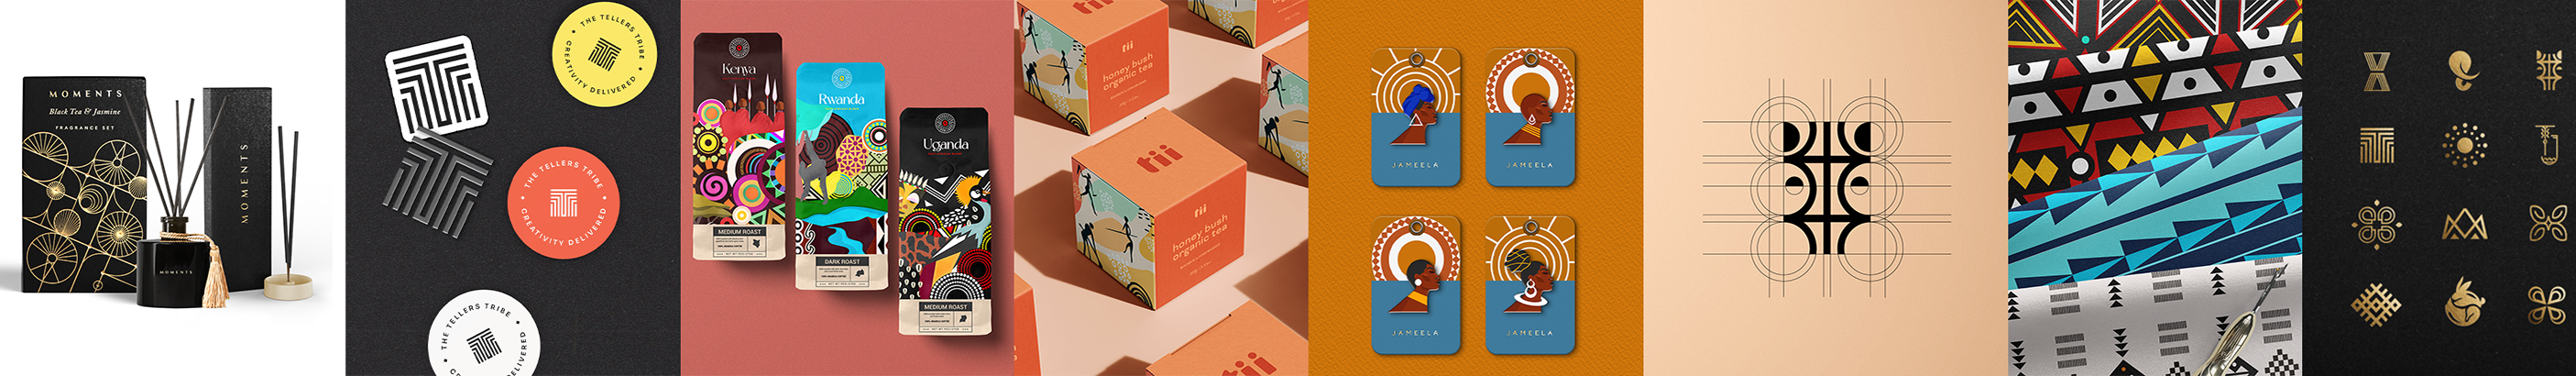 MOMENTS
Black Tea & Jasmine
FRAGRANCE SET
MOMENTS
MOMENTS
THE TELLERS TRIBE
CREATIVITY DELIVERED
THE TELLERS TRIBE
CREATIVITY DELIVERED
THE TELLERS TRIBE
DELIVERED
Kenya
MEDIUM ROAST
Rwanda
DARK ROAST
Uganda
MEDIUM ROAST
tii
tii
honey bush
organic tea
tii
tii
honey bush
organic tea
tii
JAMEELA
JAMEELA
JAMEELA
JAMEELA